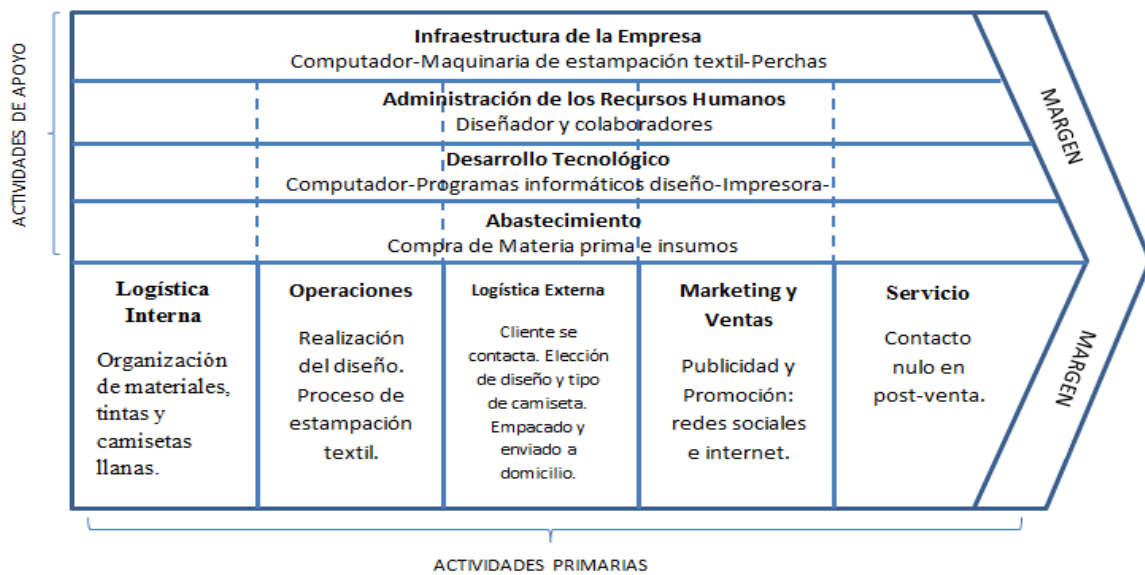 ACTIVIDADES DE APOYO
Infraestructura de la Empresa
Computador-Maquinaria de estampación textil-Perchas
Administración de los Recursos Humanos
Diseñador y colaboradores
Desarrollo Tecnológico
Computador-Programas informáticos diseño-Impresora-
Abastecimiento
Compra de Materia prima e insumos
MARGEN
Logística
Interna
Organización
de materiales,
tintas y
camisetas
llanas.
Operaciones
Realización
del diseño.
Proceso de
estampación
textil.
Logística Externa
Cliente se
contacta. Elección
de diseño y tipo
de camiseta.
Empacado y
enviado a
domicilio.
Marketing y
Ventas
Publicidad y
Promoción:
redes sociales
e internet.
Servicio
Contacto
nulo en
post-venta.
MARGEN
ACTIVIDADES PRIMARIAS